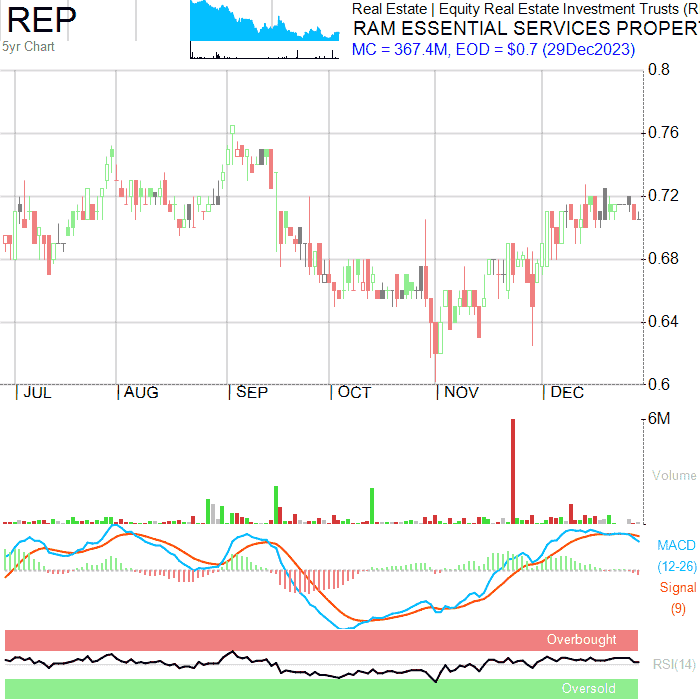 REP
5yr Chart
Real Estate | Equity Real Estate Investment Trusts (R
RAM ESSENTIAL SERVICES PROPER
MC = 367.4M, EOD = $0.7 (29Dec2023)
0.8
0.76
0.72
0.68
0.64
0.6
| JUL | AUG | SEP | OCT | NOV | DEC
6M
Volume
MACD
(12-26)
Signal
(9)
Overbought
RSI(14)
Oversold